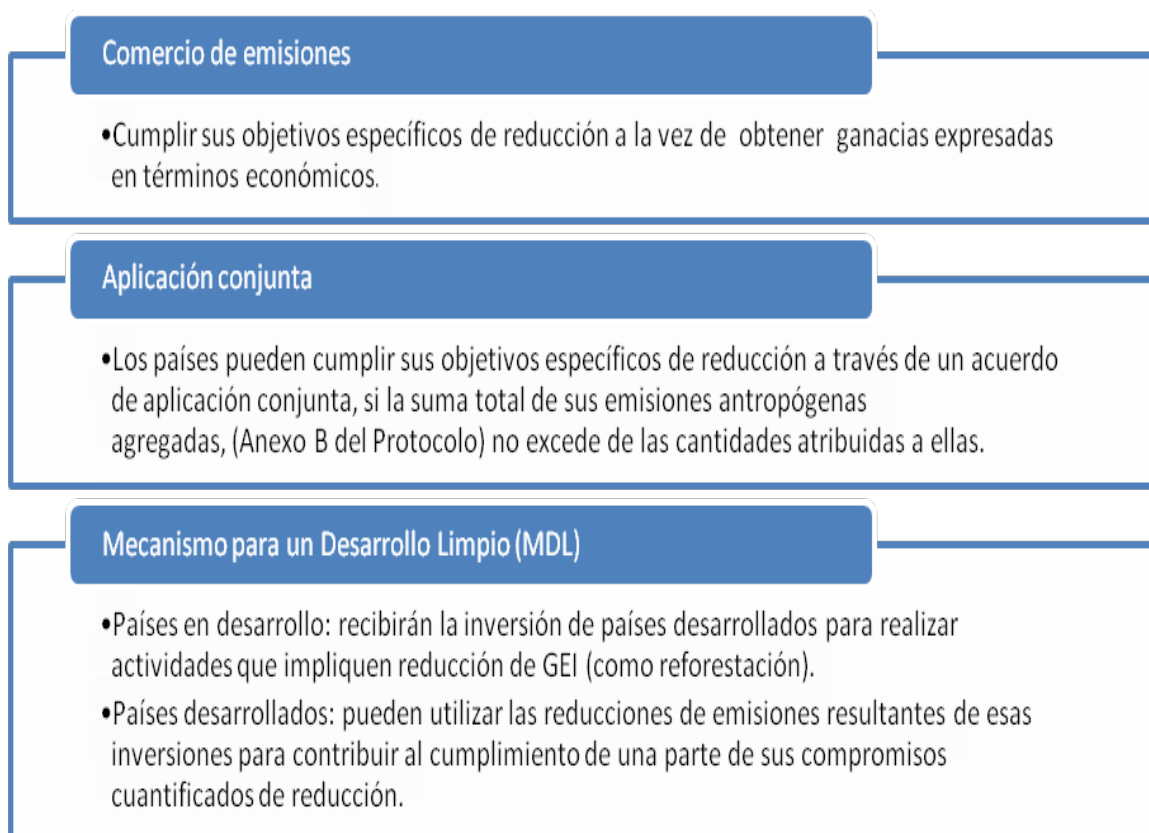 Comercio de emisiones
•Cumplir sus objetivos específicos de reducción a la vez de obtener ganacias expresadas
en términos económicos.
Aplicación conjunta
•Los países pueden cumplir sus objetivos específicos de reducción a través de un acuerdo
de aplicación conjunta, si la suma total de sus emisiones antropógenas
agregadas, (Anexo B del Protocolo) no excede de las cantidades atribuidas a ellas.
Mecanismo para un Desarrollo Limpio (MDL)
•Países en desarrollo: recibirán la inversión de países desarrollados para realizar
actividades que impliquen reducción de GEI (como reforestación).
•Países desarrollados: pueden utilizar las reducciones de emisiones resultantes de esas
inversiones para contribuir al cumplimiento de una parte de sus compromisos
cuantificados de reducción.